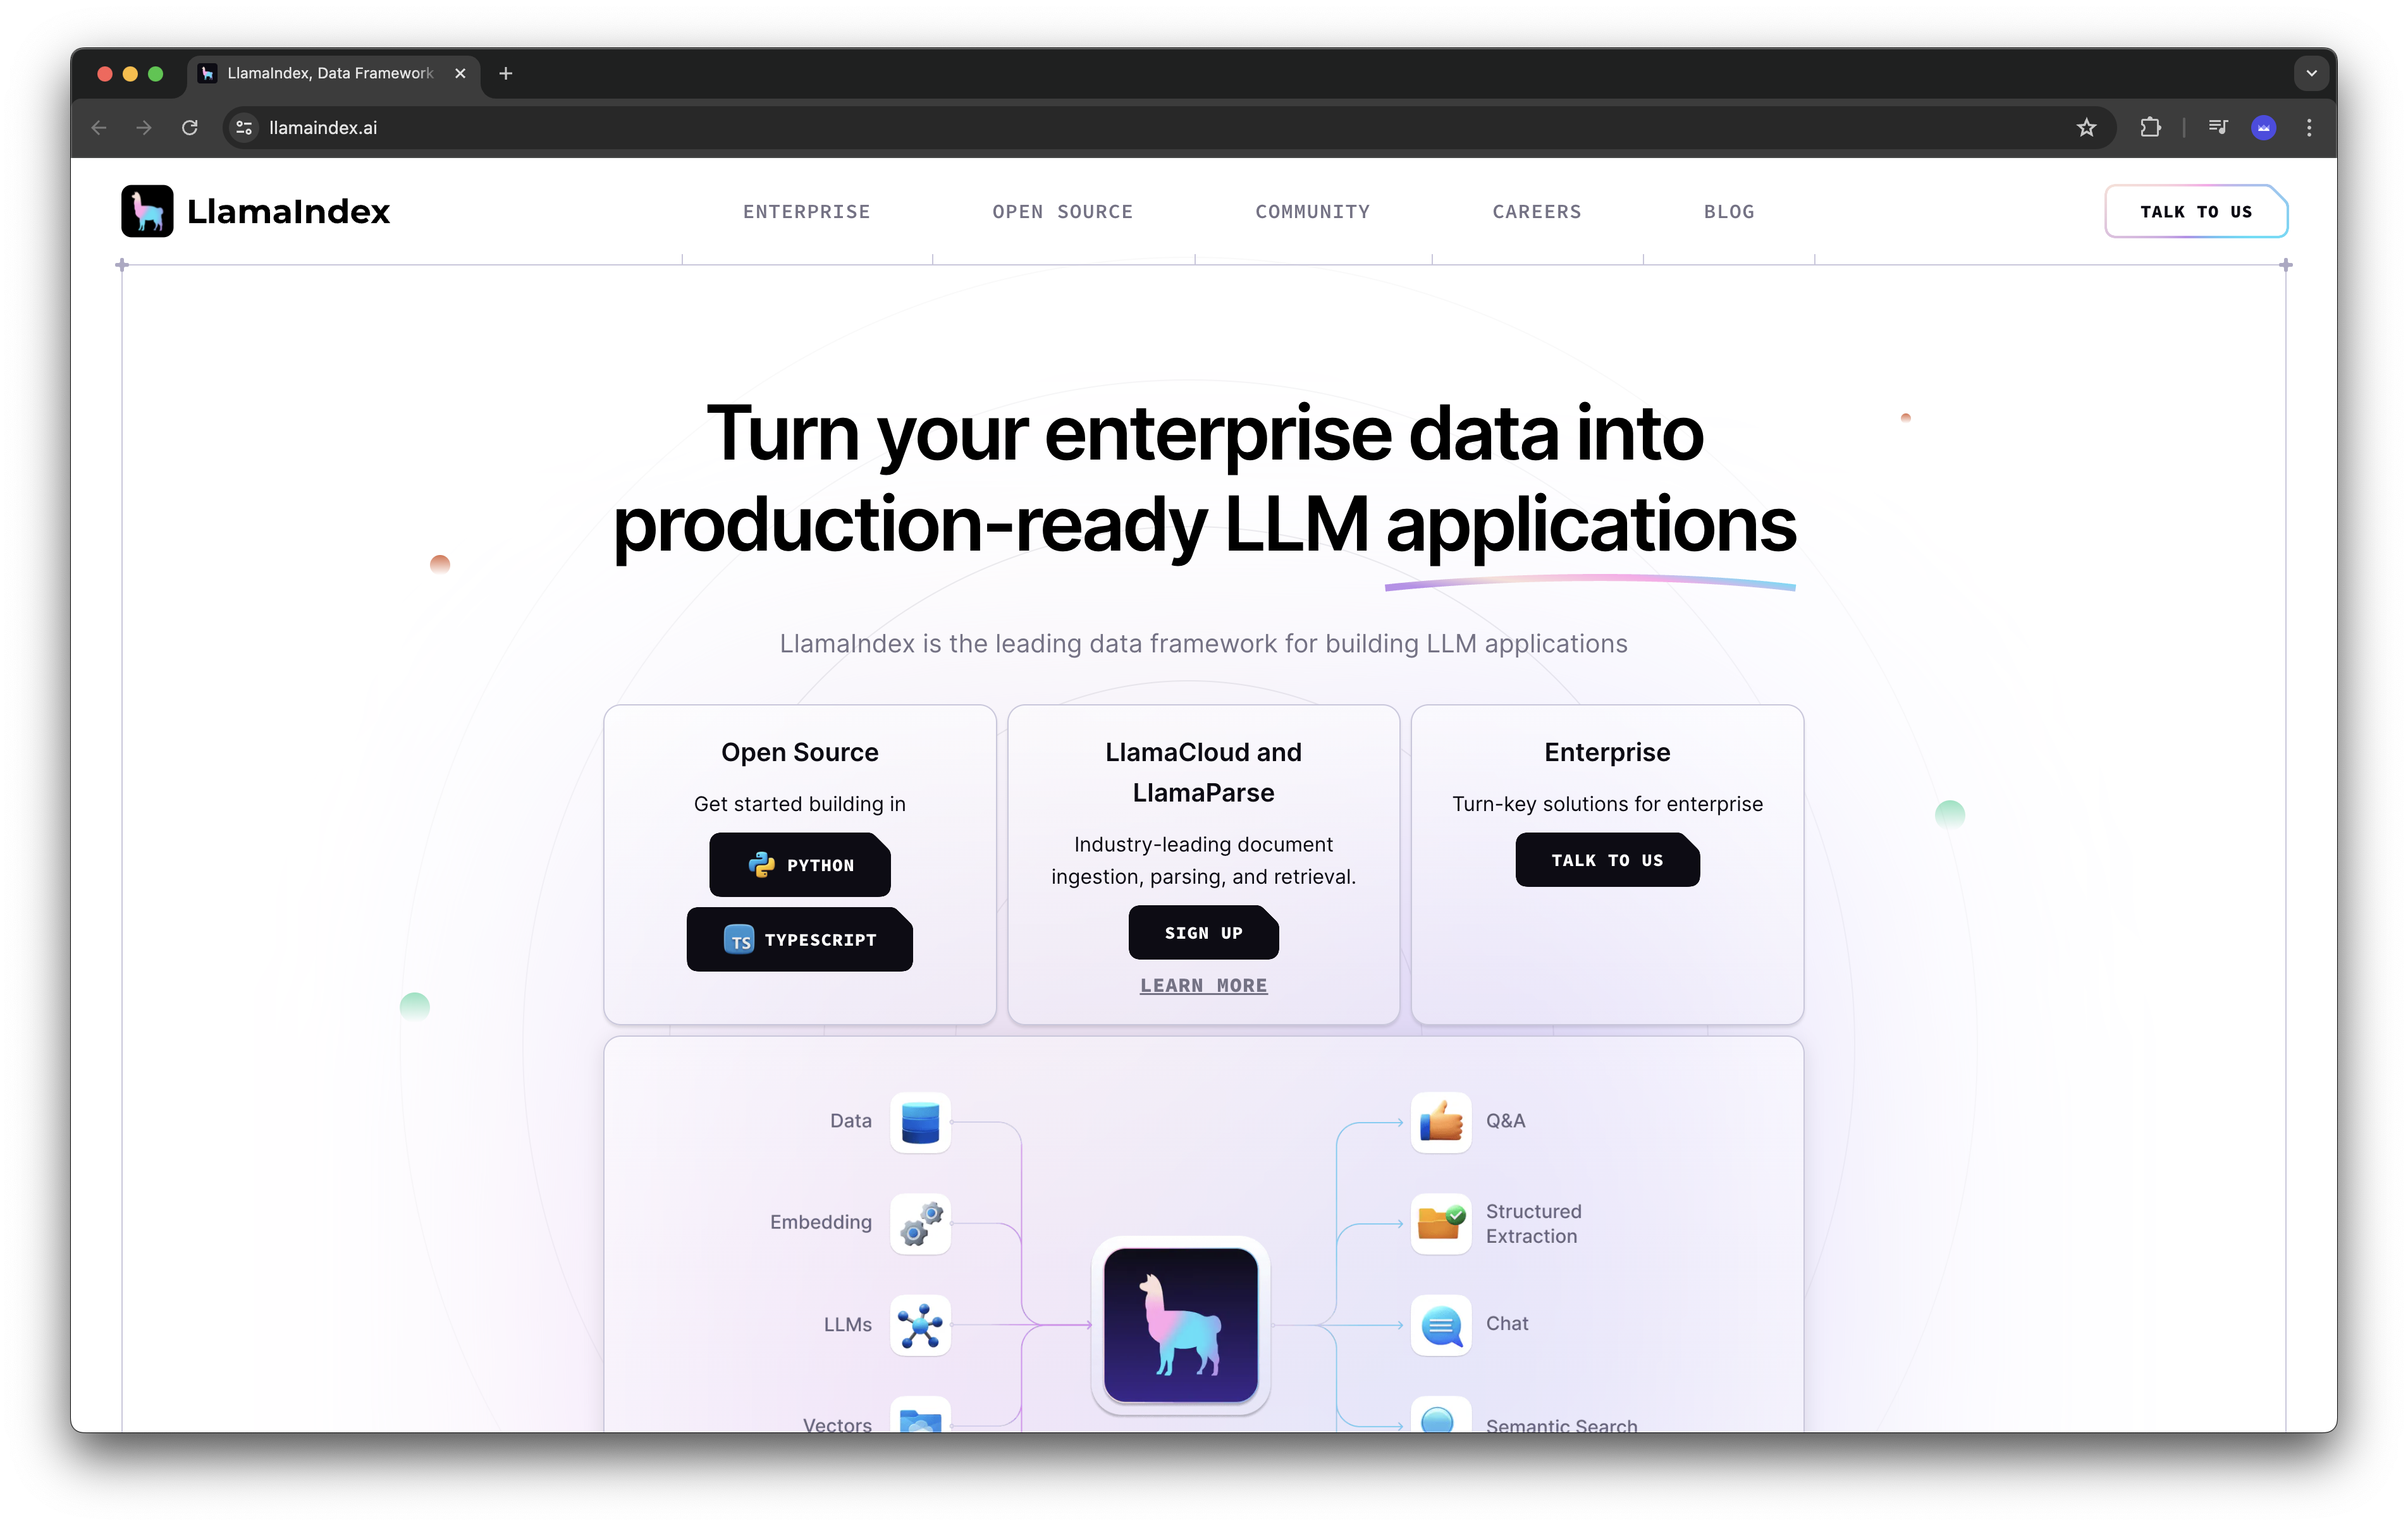 LlamaIndex, Data Framework
llamaindex.ai
LlamaIndex
ENTERPRISE
OPEN SOURCE
COMMUNITY
CAREERS
BLOG
TALK TO US
Turn your enterprise data into
production-ready LLM applications
LlamaIndex is the leading data framework for building LLM applications
Open Source
Get started building in
PYTHON
TS TYPESCRIPT
LlamaCloud and
LlamaParse
Industry-leading document
ingestion, parsing, and retrieval.
SIGN UP
LEARN MORE
Enterprise
Turn-key solutions for enterprise
TALK TO US
Data
Embedding
LLMs
Vectors
Q&A
Structured
Extraction
Chat
Semantic Search